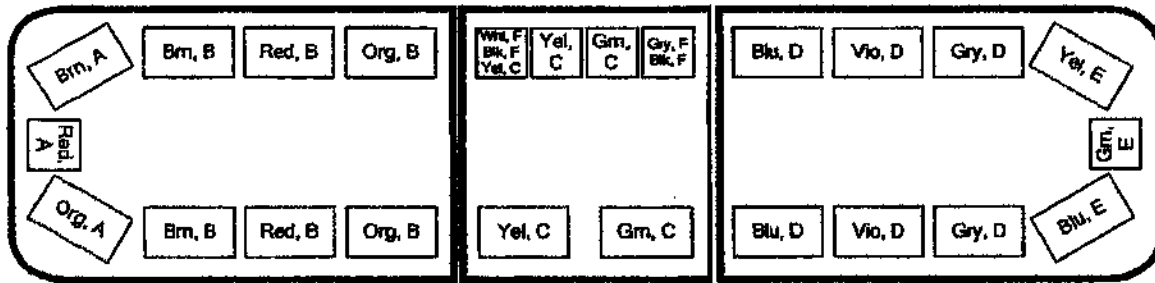 Brn, A
Brn, B
Red, B
Org, B
Wht, F
Blk, F
Yel, C
Yel,
C
Grn,
C
Gry, F
Blk, F
Blu, D
Vio, D
Gry, D
Yel, E
Red,
A
Grn,
E
Org, A
Brn, B
Red, B
Org, B
Yel, C
Grn, C
Blu, D
Vio, D
Gry, D
Blu, E